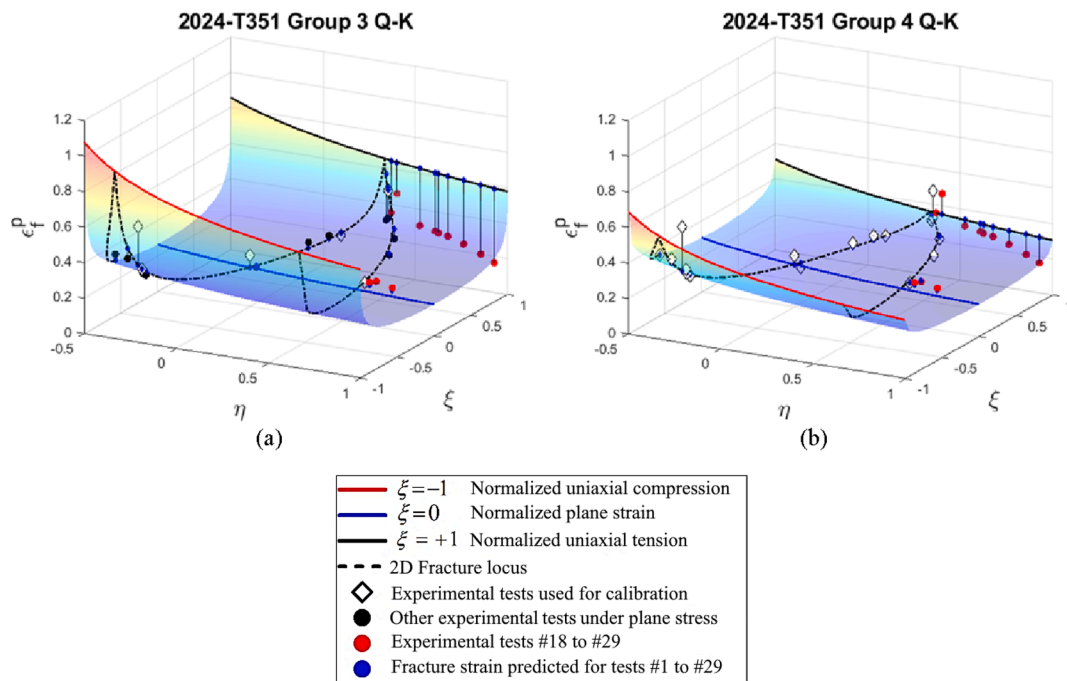 2024-T351 Group 3 Q-K
2024-T351 Group 4 Q-K
1.2
1
0.8
0.6
0.4
0.2
0
ϵ_f^p
-0.5
0
0.5
1
η
-1
-0.5
0
0.5
1
ξ
(a)
1.2
1
0.8
0.6
0.4
0.2
0
ϵ_f^p
-0.5
0
0.5
1
η
-1
-0.5
0
0.5
ξ
(b)
ξ=-1 Normalized uniaxial compression
ξ=0 Normalized plane strain
ξ = +1 Normalized uniaxial tension
2D Fracture locus
Experimental tests used for calibration
Other experimental tests under plane stress
Experimental tests #18 to #29
Fracture strain predicted for tests #1 to #29